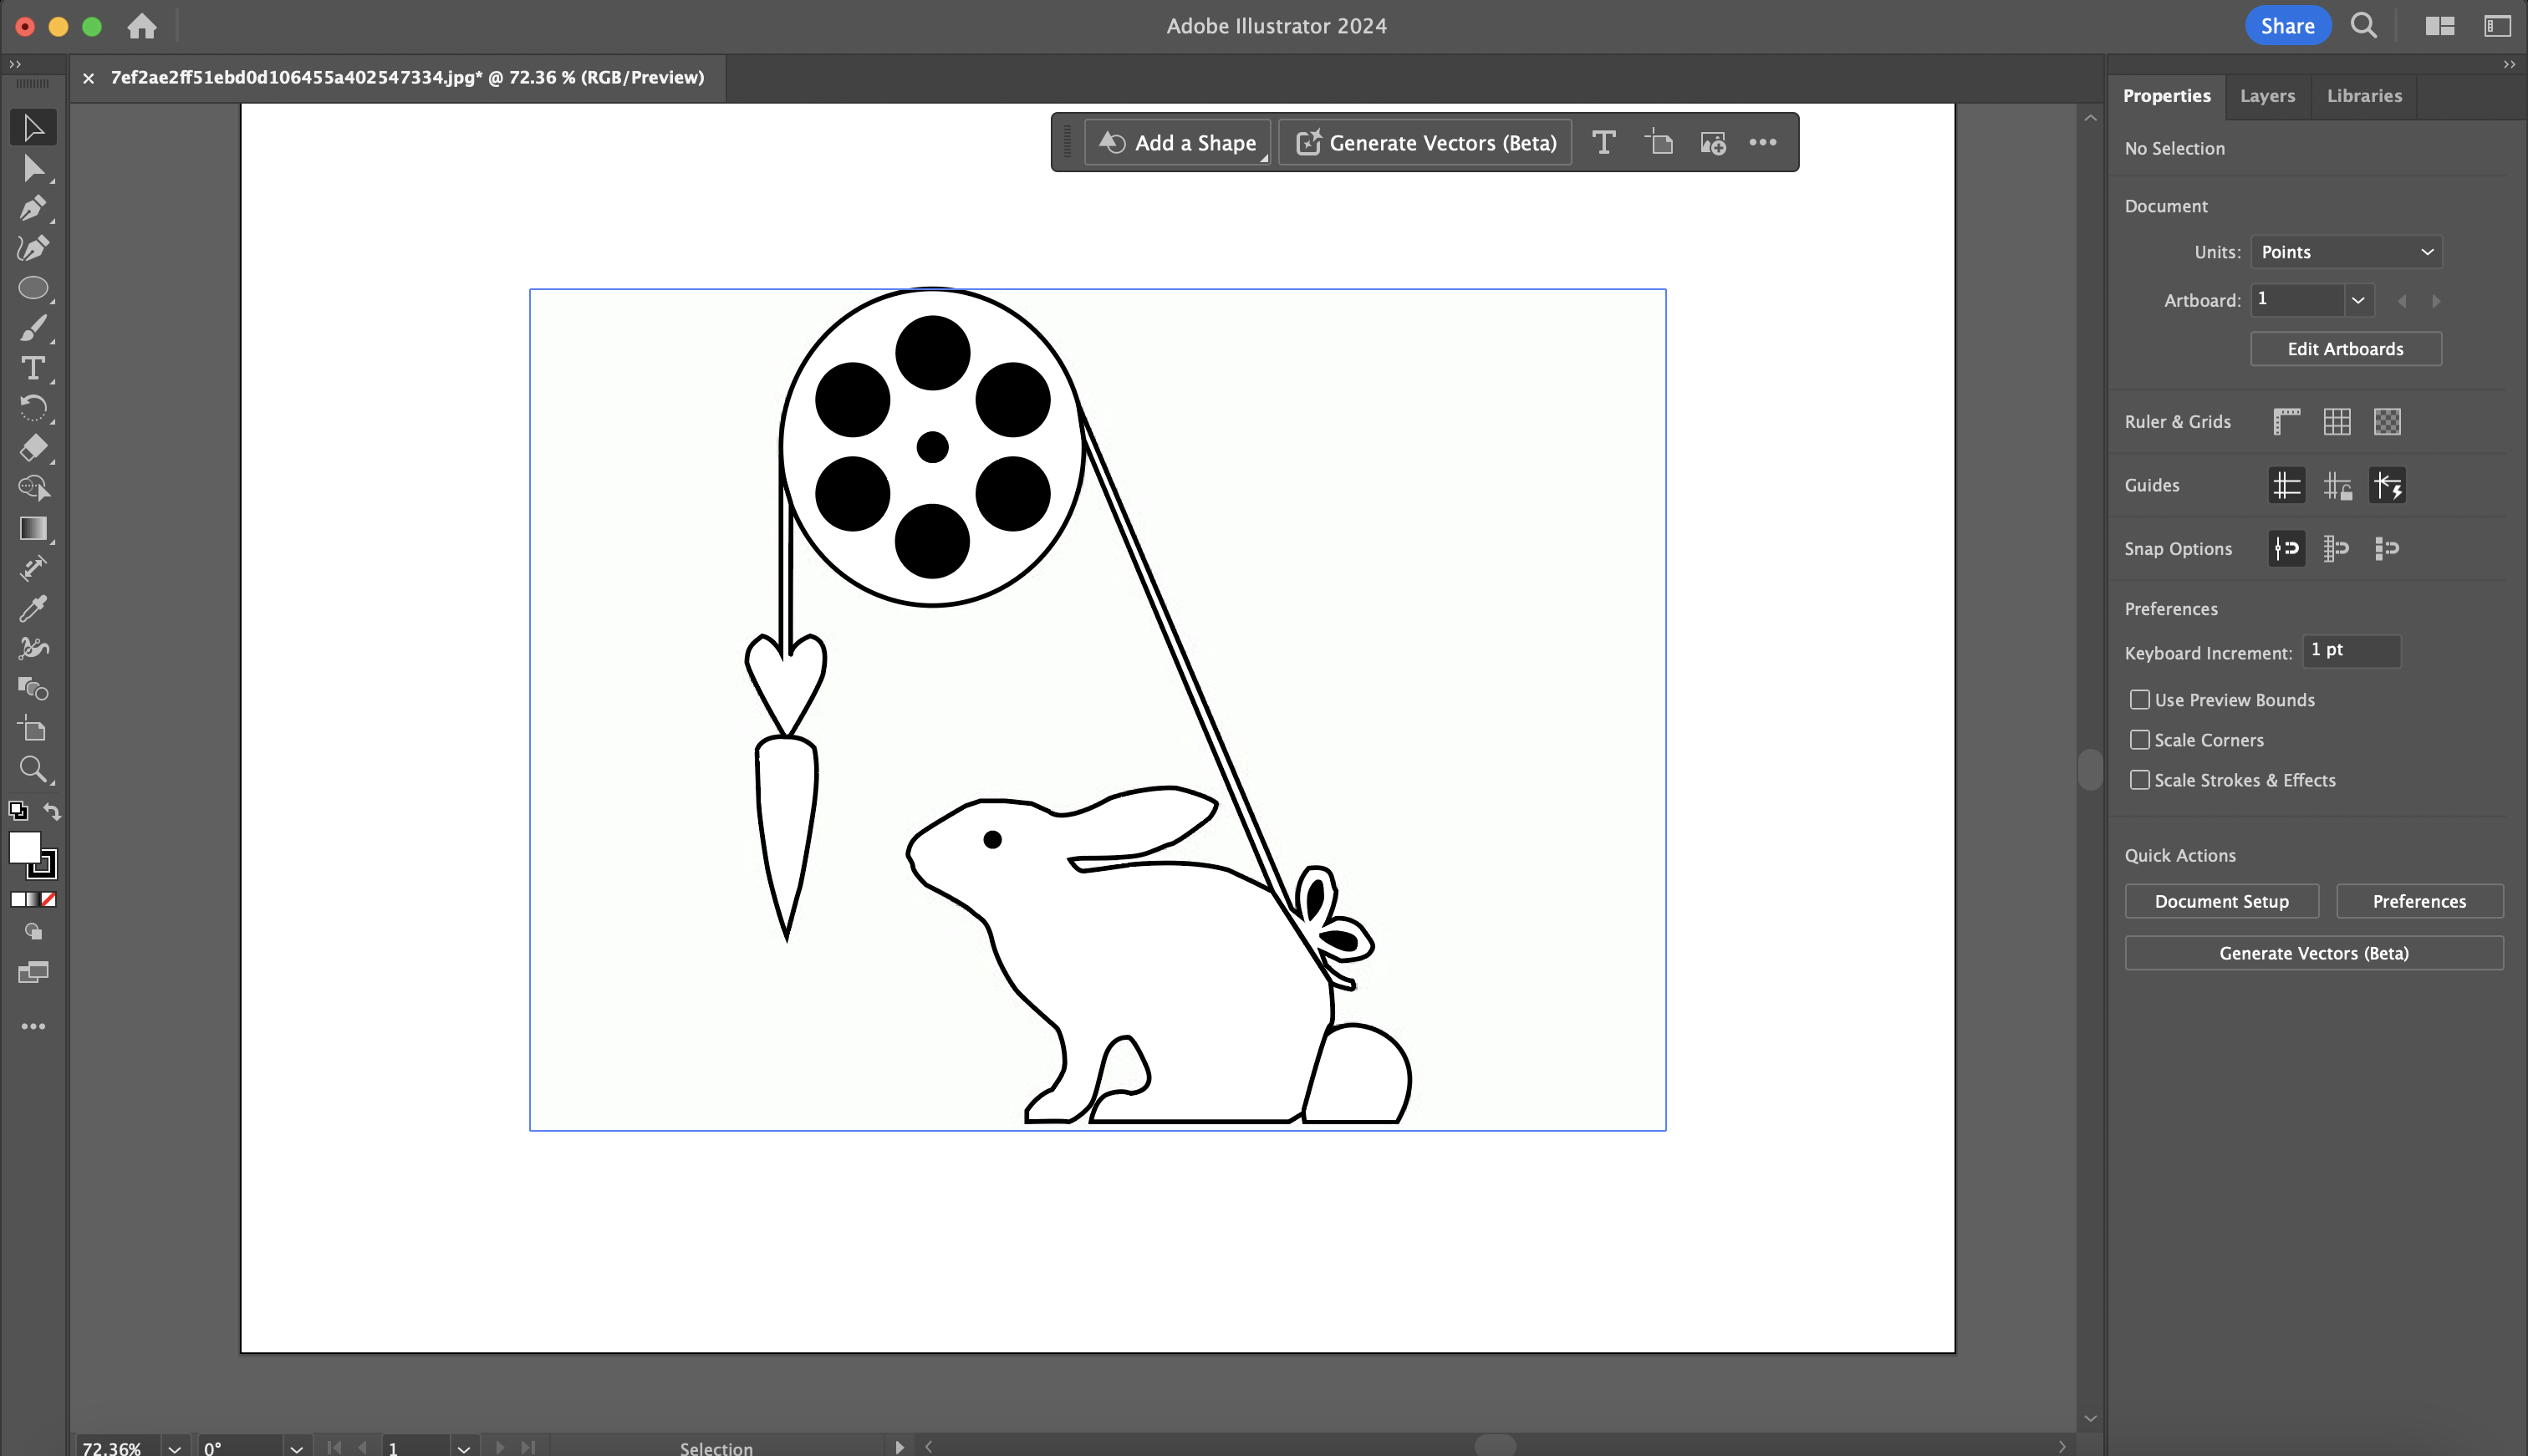 Adobe Illustrator 2024
Share
7ef2ae2ff51ebd0d106455a402547334.jpg* @ 72.36 % (RGB/Preview)
Add a Shape
Generate Vectors (Beta)
Properties
Layers
Libraries
No Selection
Document
Units: Points
Artboard: 1
Edit Artboards
Ruler & Grids
Guides
Snap Options
Preferences
Keyboard Increment: 1 pt
Use Preview Bounds
Scale Corners
Scale Strokes & Effects
Quick Actions
Document Setup
Preferences
Generate Vectors (Beta)
72.36%
0°
1
Selection